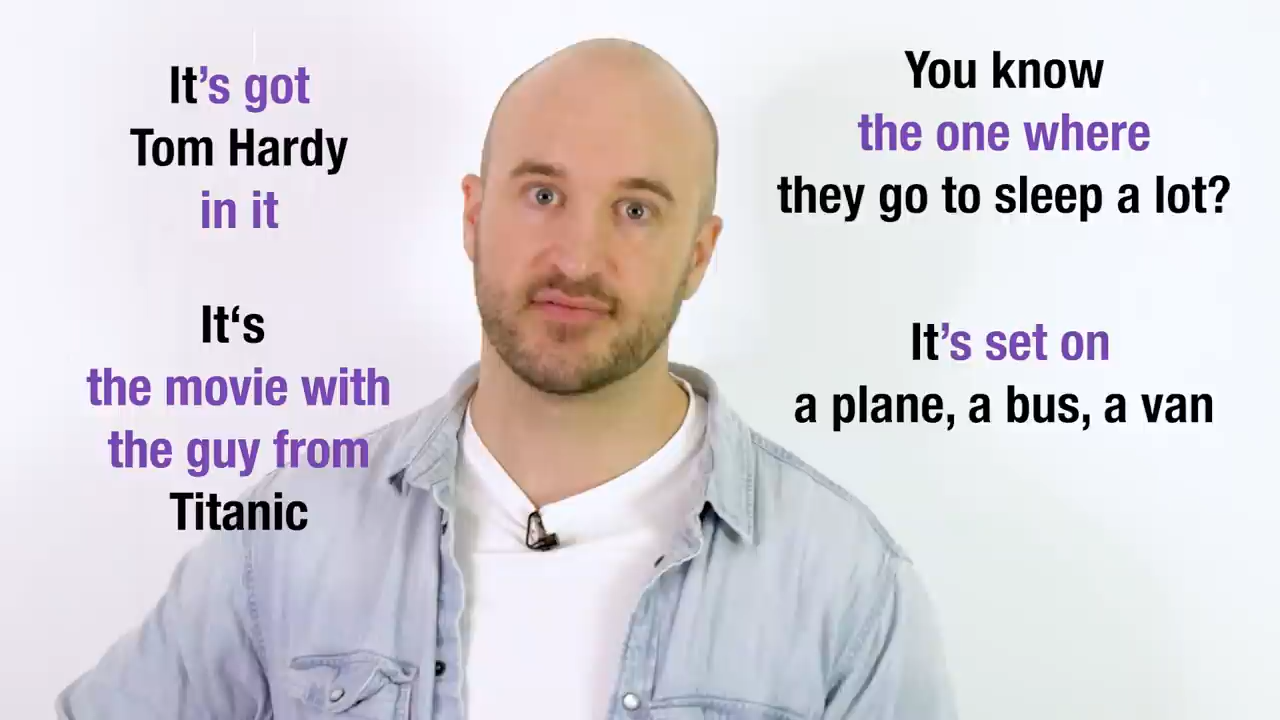 It's got
Tom Hardy
in it
It‘s
the movie with
the guy from
Titanic
You know
the one where
they go to sleep a lot?
It's set on
a plane, a bus, a van